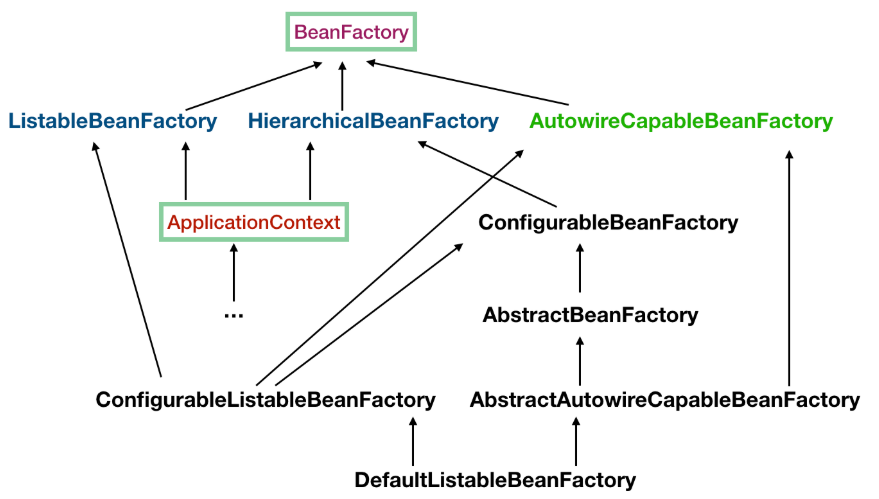 BeanFactory
ListableBeanFactory
HierarchicalBeanFactory
AutowireCapableBeanFactory
ApplicationContext
ConfigurableBeanFactory
...
AbstractBeanFactory
ConfigurableListableBeanFactory
AbstractAutowireCapableBeanFactory
DefaultListableBeanFactory